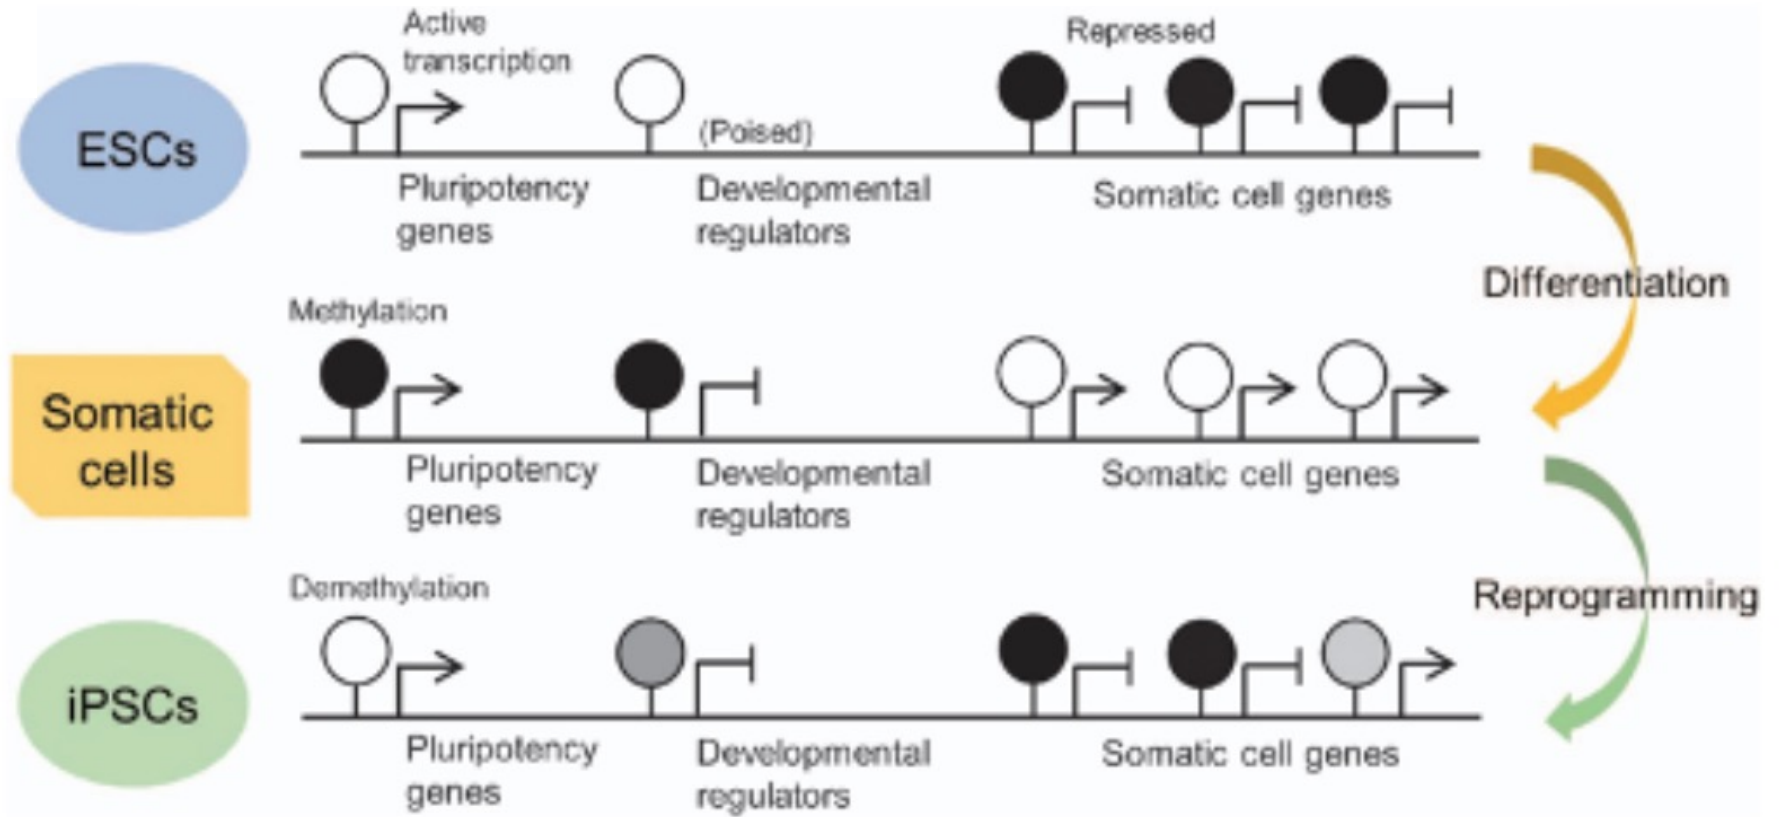 Active
transcription
Repressed
ESCs
(Poised)
Pluripotency
genes
Developmental
regulators
Somatic cell genes
Differentiation
Methylation
Somatic
cells
Pluripotency
genes
Developmental
regulators
Somatic cell genes
Reprogramming
Demethylation
iPSCs
Pluripotency
genes
Developmental
regulators
Somatic cell genes